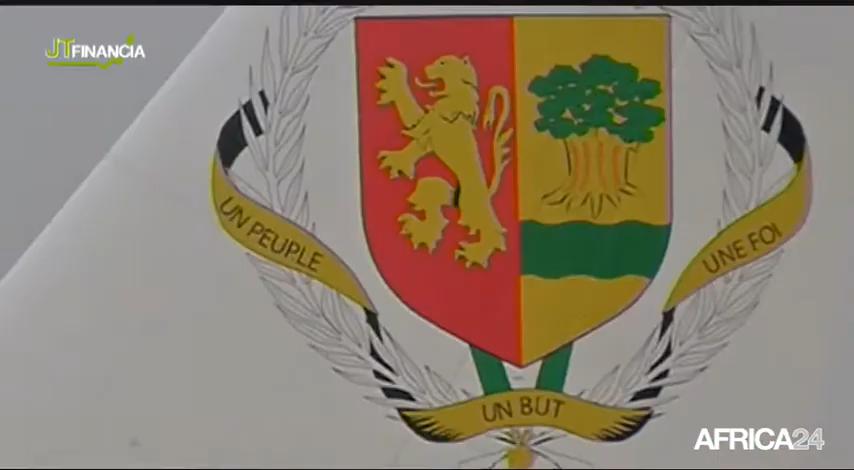 JTFINANCIA
UN PEUPLE
UN BUT
UNE FOI
AFRICA24